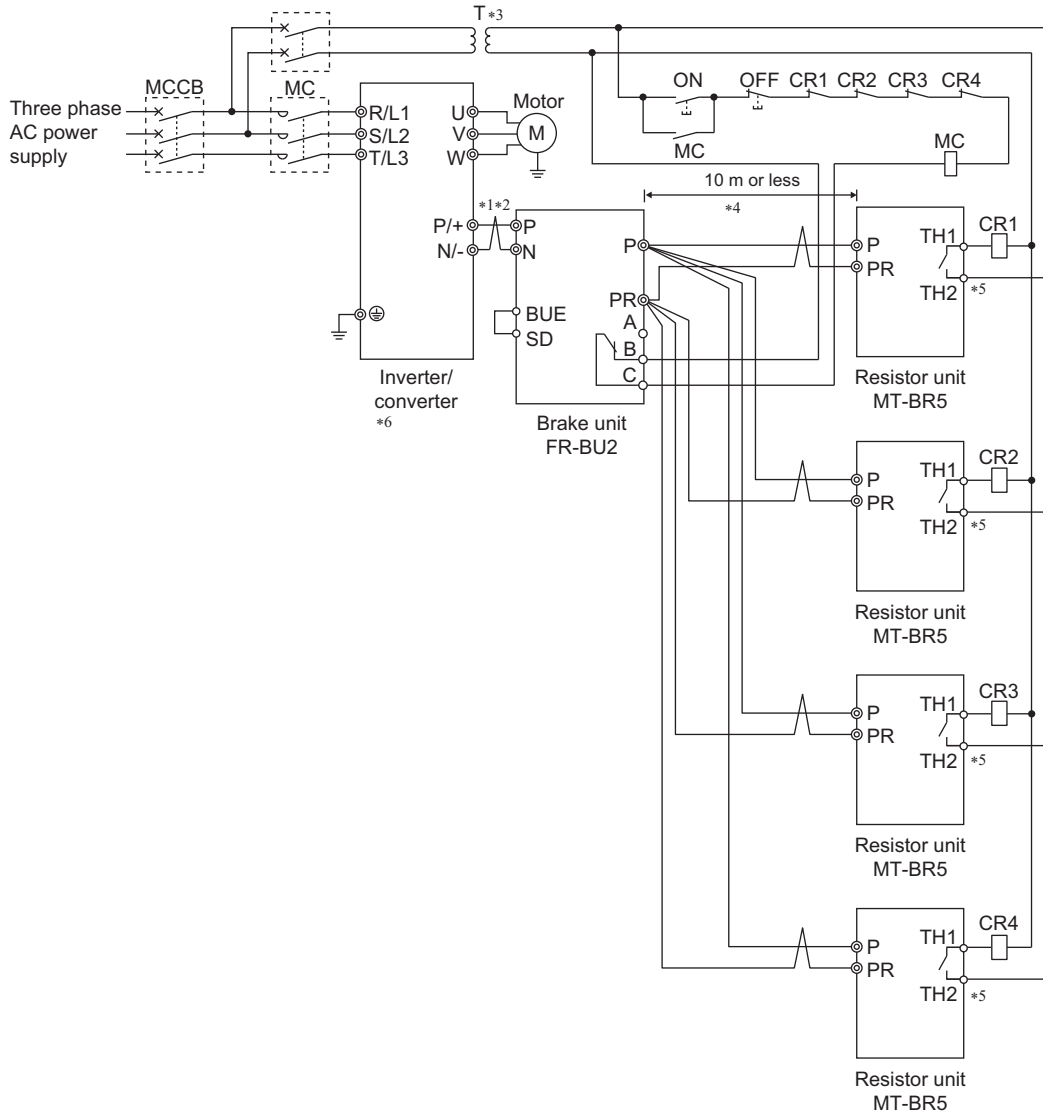 T *3
MCCB
MC
ON
OFF
CR1
CR2
CR3
CR4
MC
MC
Three phase
AC power
supply
R/L1
S/L2
T/L3
U
V
W
Motor
M
10 m or less
*4
*1*2
P/+
N/-
P
N
P
PR
BUE
SD
A
B
C
Inverter/
converter
*6
Brake unit
FR-BU2
P
PR
TH1
TH2
CR1
*5
Resistor unit
MT-BR5
P
PR
TH1
TH2
CR2
*5
Resistor unit
MT-BR5
P
PR
TH1
TH2
CR3
*5
Resistor unit
MT-BR5
P
PR
TH1
TH2
CR4
*5
Resistor unit
MT-BR5